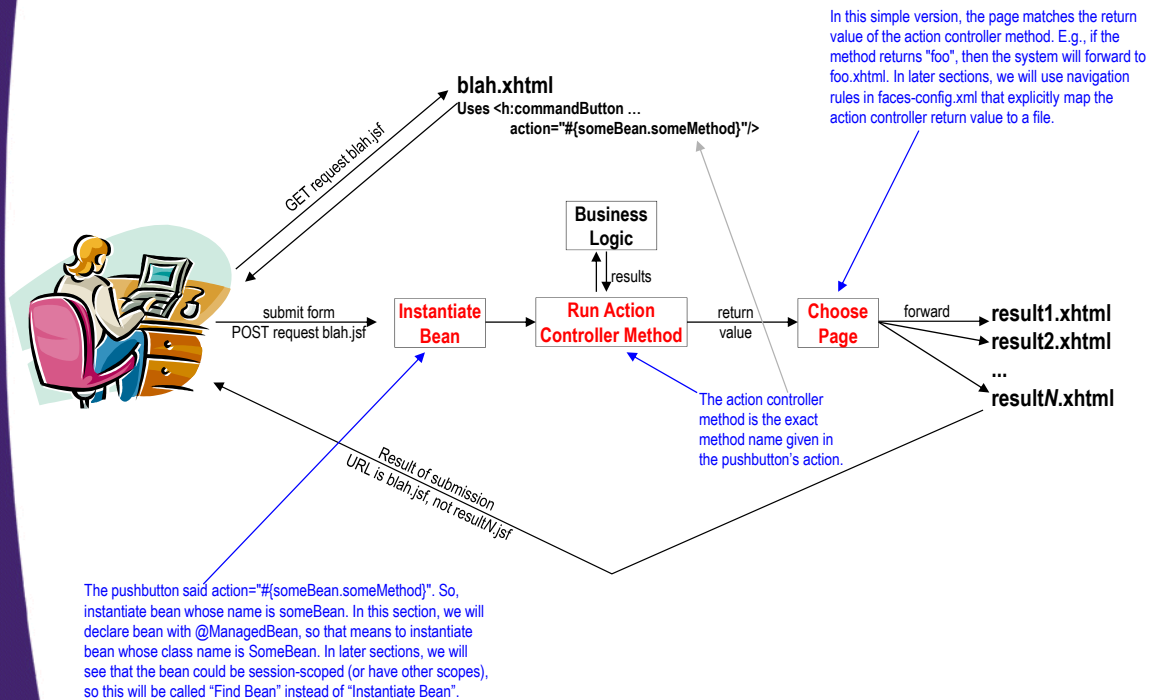 In this simple version, the page matches the return
value of the action controller method. E.g., if the
method returns "foo", then the system will forward to
foo.xhtml. In later sections, we will use navigation
rules in faces-config.xml that explicitly map the
action controller return value to a file.
blah.xhtml
Uses <h:commandButton …
action="#{someBean.someMethod}"/>
GET request blah.jsf
Business
Logic
results
submit form
POST request blah.jsf
Instantiate
Bean
Run Action
Controller Method
return
value
Choose
Page
forward
result1.xhtml
result2.xhtml
...
resultN.xhtml
The action controller
method is the exact
method name given in
the pushbutton's action.
Result of submission
URL is blah.jsf, not resultN.jsf
The pushbutton said action="#{someBean.someMethod}". So,
instantiate bean whose name is someBean. In this section, we will
declare bean with @ManagedBean, so that means to instantiate
bean whose class name is SomeBean. In later sections, we will
see that the bean could be session-scoped (or have other scopes),
so this will be called “Find Bean” instead of “Instantiate Bean”.